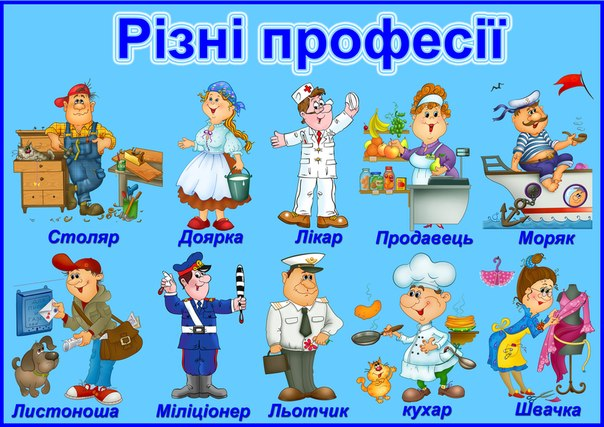 Різні професії
Столяр Доярка Лікар Продавець Моряк
Листоноша Міліціонер Льотчик кухар Швачка